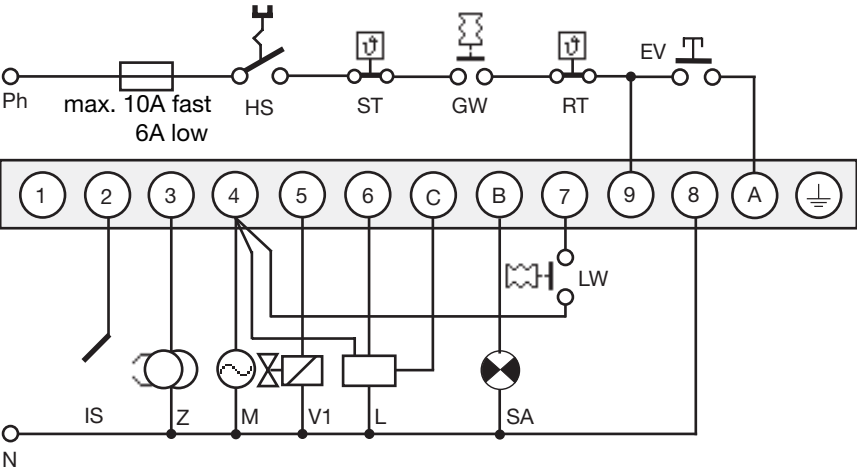 EV
Ph
max. 10A fast
6A low
HS
ST
GW
RT
1 2 3 4 5 6 C B 7 9 8 A
LW
IS
Z
M
V1
L
SA
N